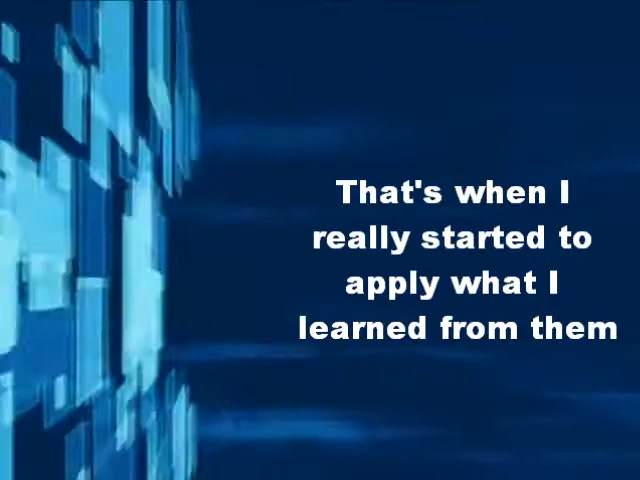 That's when I
really started to
apply what I
learned from them